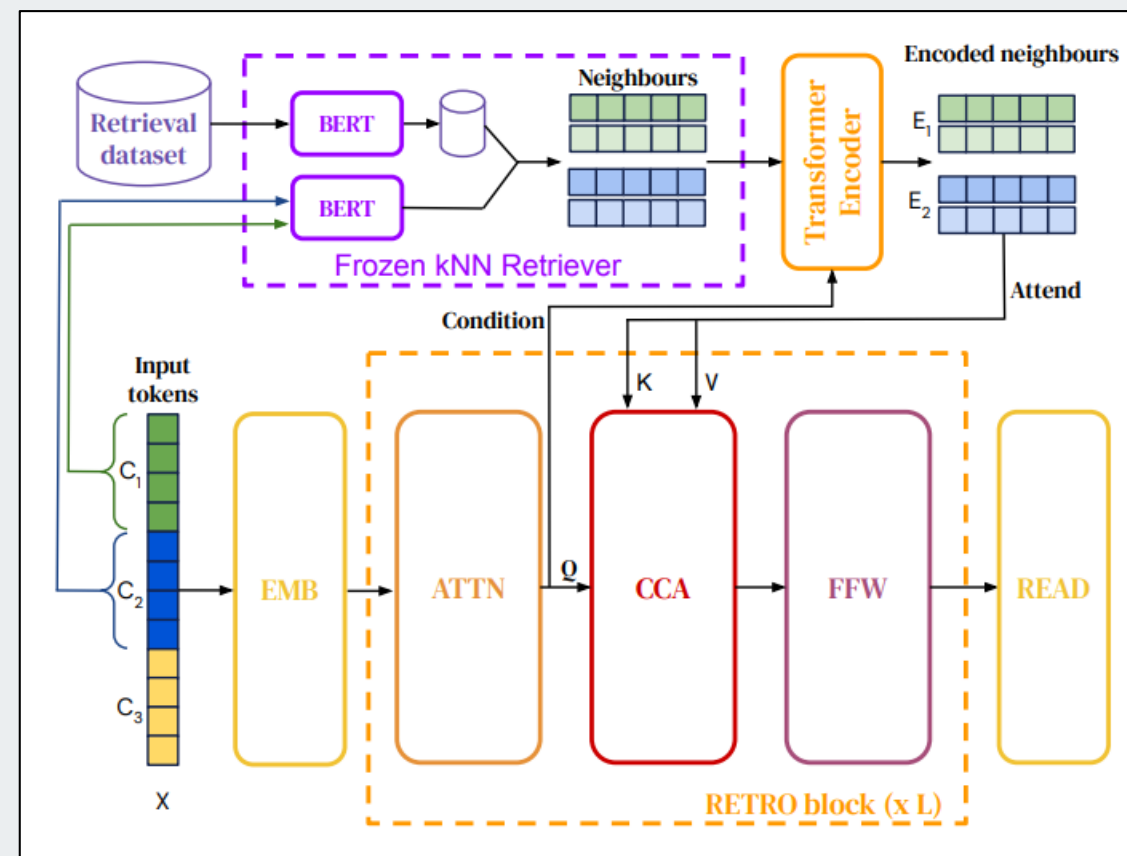 Retrieval
dataset
BERT
BERT
Neighbours
Frozen kNN Retriever
Transformer
Encoder
Encoded neighbours
E1
E2
Condition
Attend
Input
tokens
K
V
C1
C2
C3
X
EMB
ATTN
Q
CCA
FFW
READ
RETRO block (x L)